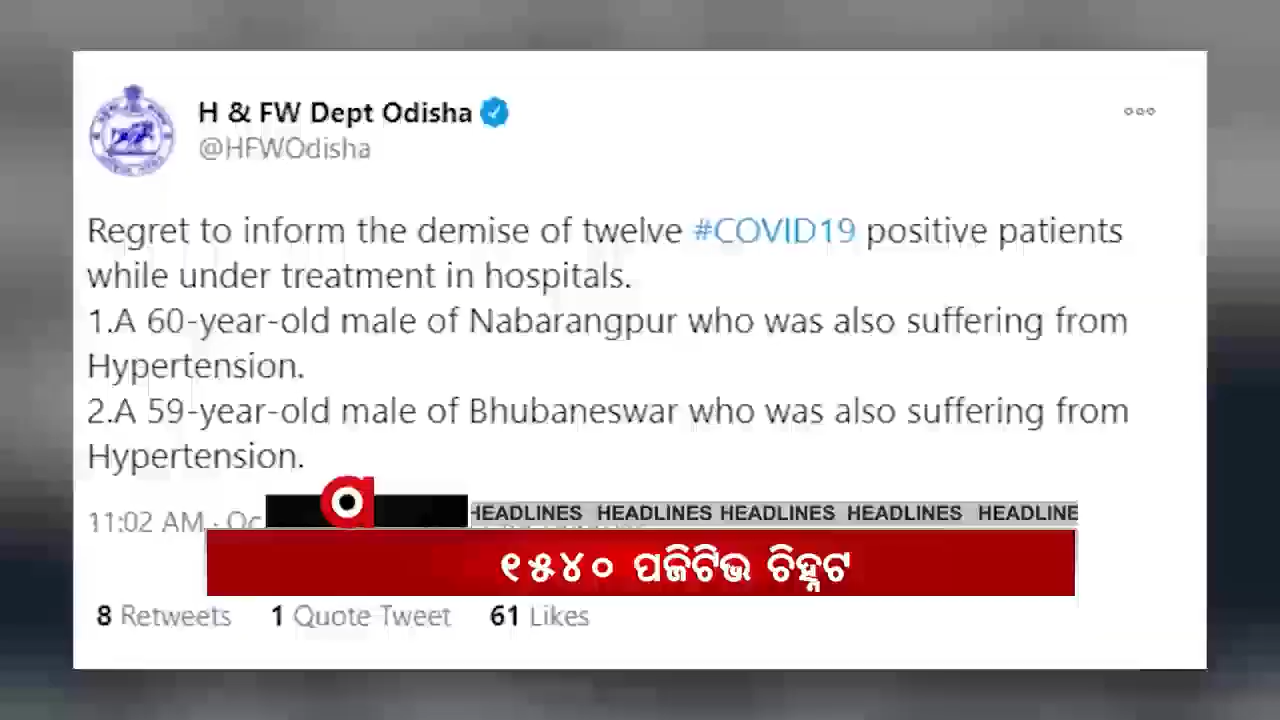 H & FW Dept Odisha
@HFWOdisha
Regret to inform the demise of twelve #COVID19 positive patients
while under treatment in hospitals.
1.A 60-year-old male of Nabarangpur who was also suffering from
Hypertension.
2.A 59-year-old male of Bhubaneswar who was also suffering from
Hypertension.
11:02 AM · Oc
HEADLINES HEADLINES HEADLINES HEADLINES HEADLINE
୧୫୪୦ ପଜିଟିଭ ଚିହ୍ନଟ
8 Retweets 1 Quote Tweet 61 Likes